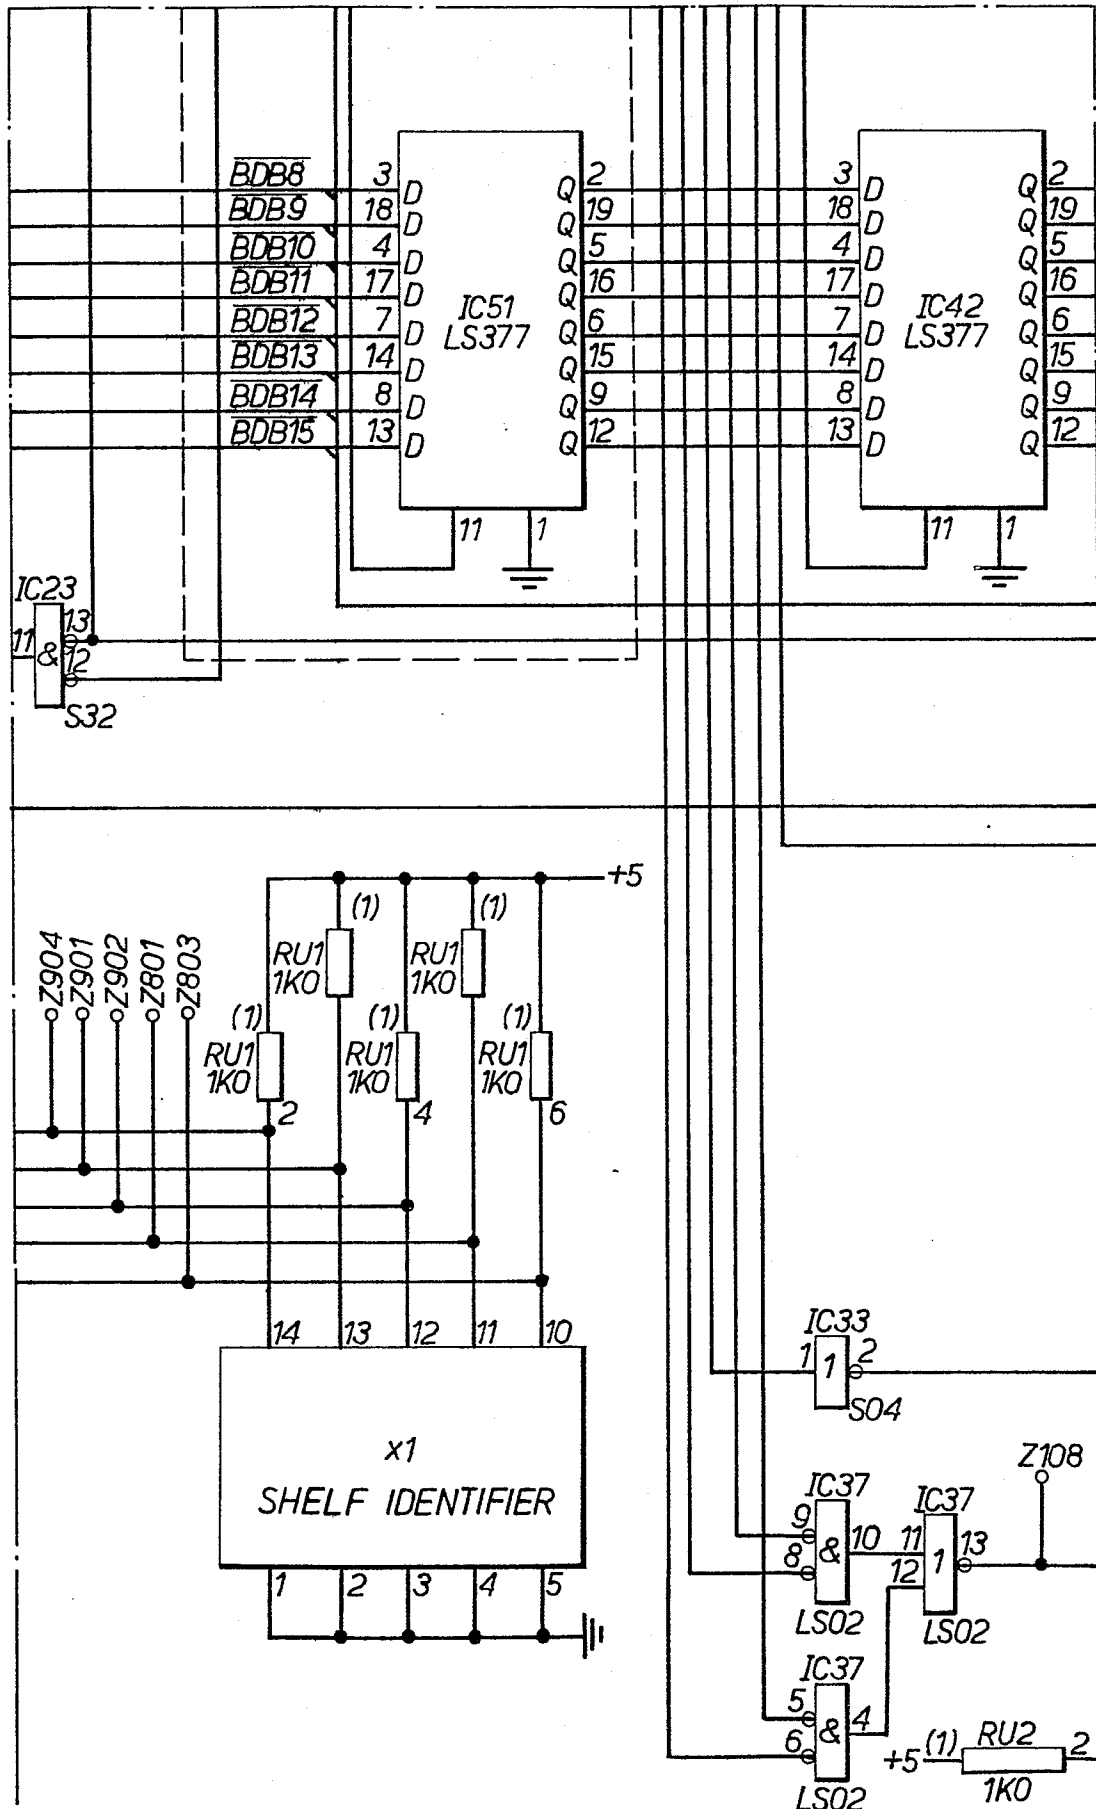 BDB8 3 D Q 2 3 D Q 2
BDB9 18 D Q 19 18 D Q 19
BDB10 4 D Q 5 4 D Q 5
BDB11 17 D Q 16 17 D Q 16
IC51 IC42
BDB12 7 D Q 6 7 D Q 6
LS377 LS377
BDB13 14 D Q 15 14 D Q 15
BDB14 8 D Q 9 8 D Q 9
BDB15 13 D Q 12 13 D Q 12
11 1 11 1
IC23
13
11 &
12
S32
+5
(1) (1)
Z904 Z901 Z902 Z801 Z803
RU1 RU1
1K0 1K0
(1) (1) (1)
RU1 RU1 RU1
1K0 1K0 1K0
2 4 6
14 13 12 11 10
x1
SHELF IDENTIFIER
1 2 3 4 5
IC33
1 1 2
S04
Z108
IC37 IC37
9 & 10 11 1 13
8 12
LS02 LS02
IC37
5 & 4
6
LS02
+5 (1) RU2 2
1K0